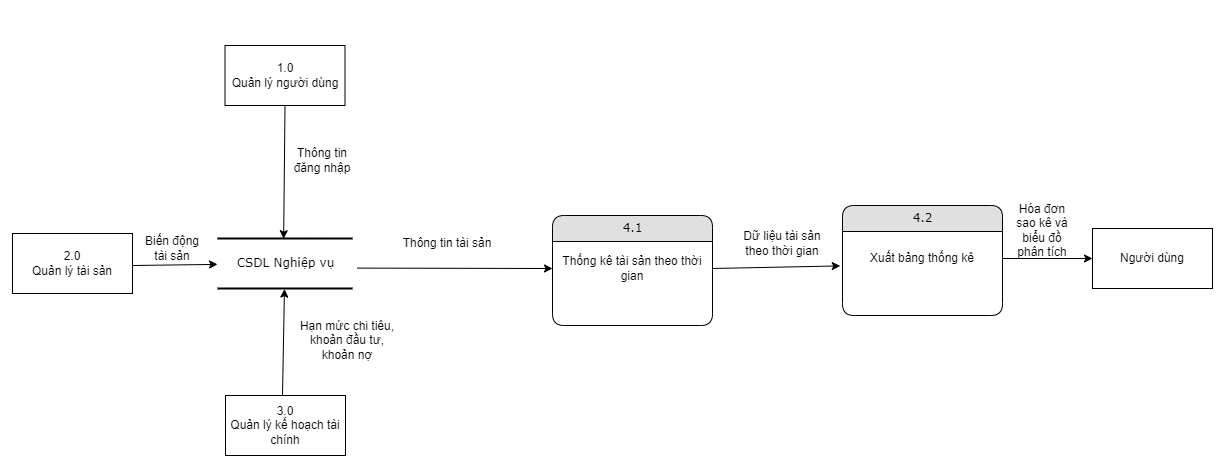 1.0
Quản lý người dùng
Thông tin
đăng nhập
2.0
Quản lý tài sản
Biến động
tài sản
CSDL Nghiệp vụ
Hạn mức chi tiêu,
khoản đầu tư,
khoản nợ
3.0
Quản lý kế hoạch tài
chính
Thông tin tài sản
4.1
Thống kê tài sản theo thời
gian
Dữ liệu tài sản
theo thời gian
4.2
Xuất bảng thống kê
Hóa đơn
sao kê và
biểu đồ
phân tích
Người dùng